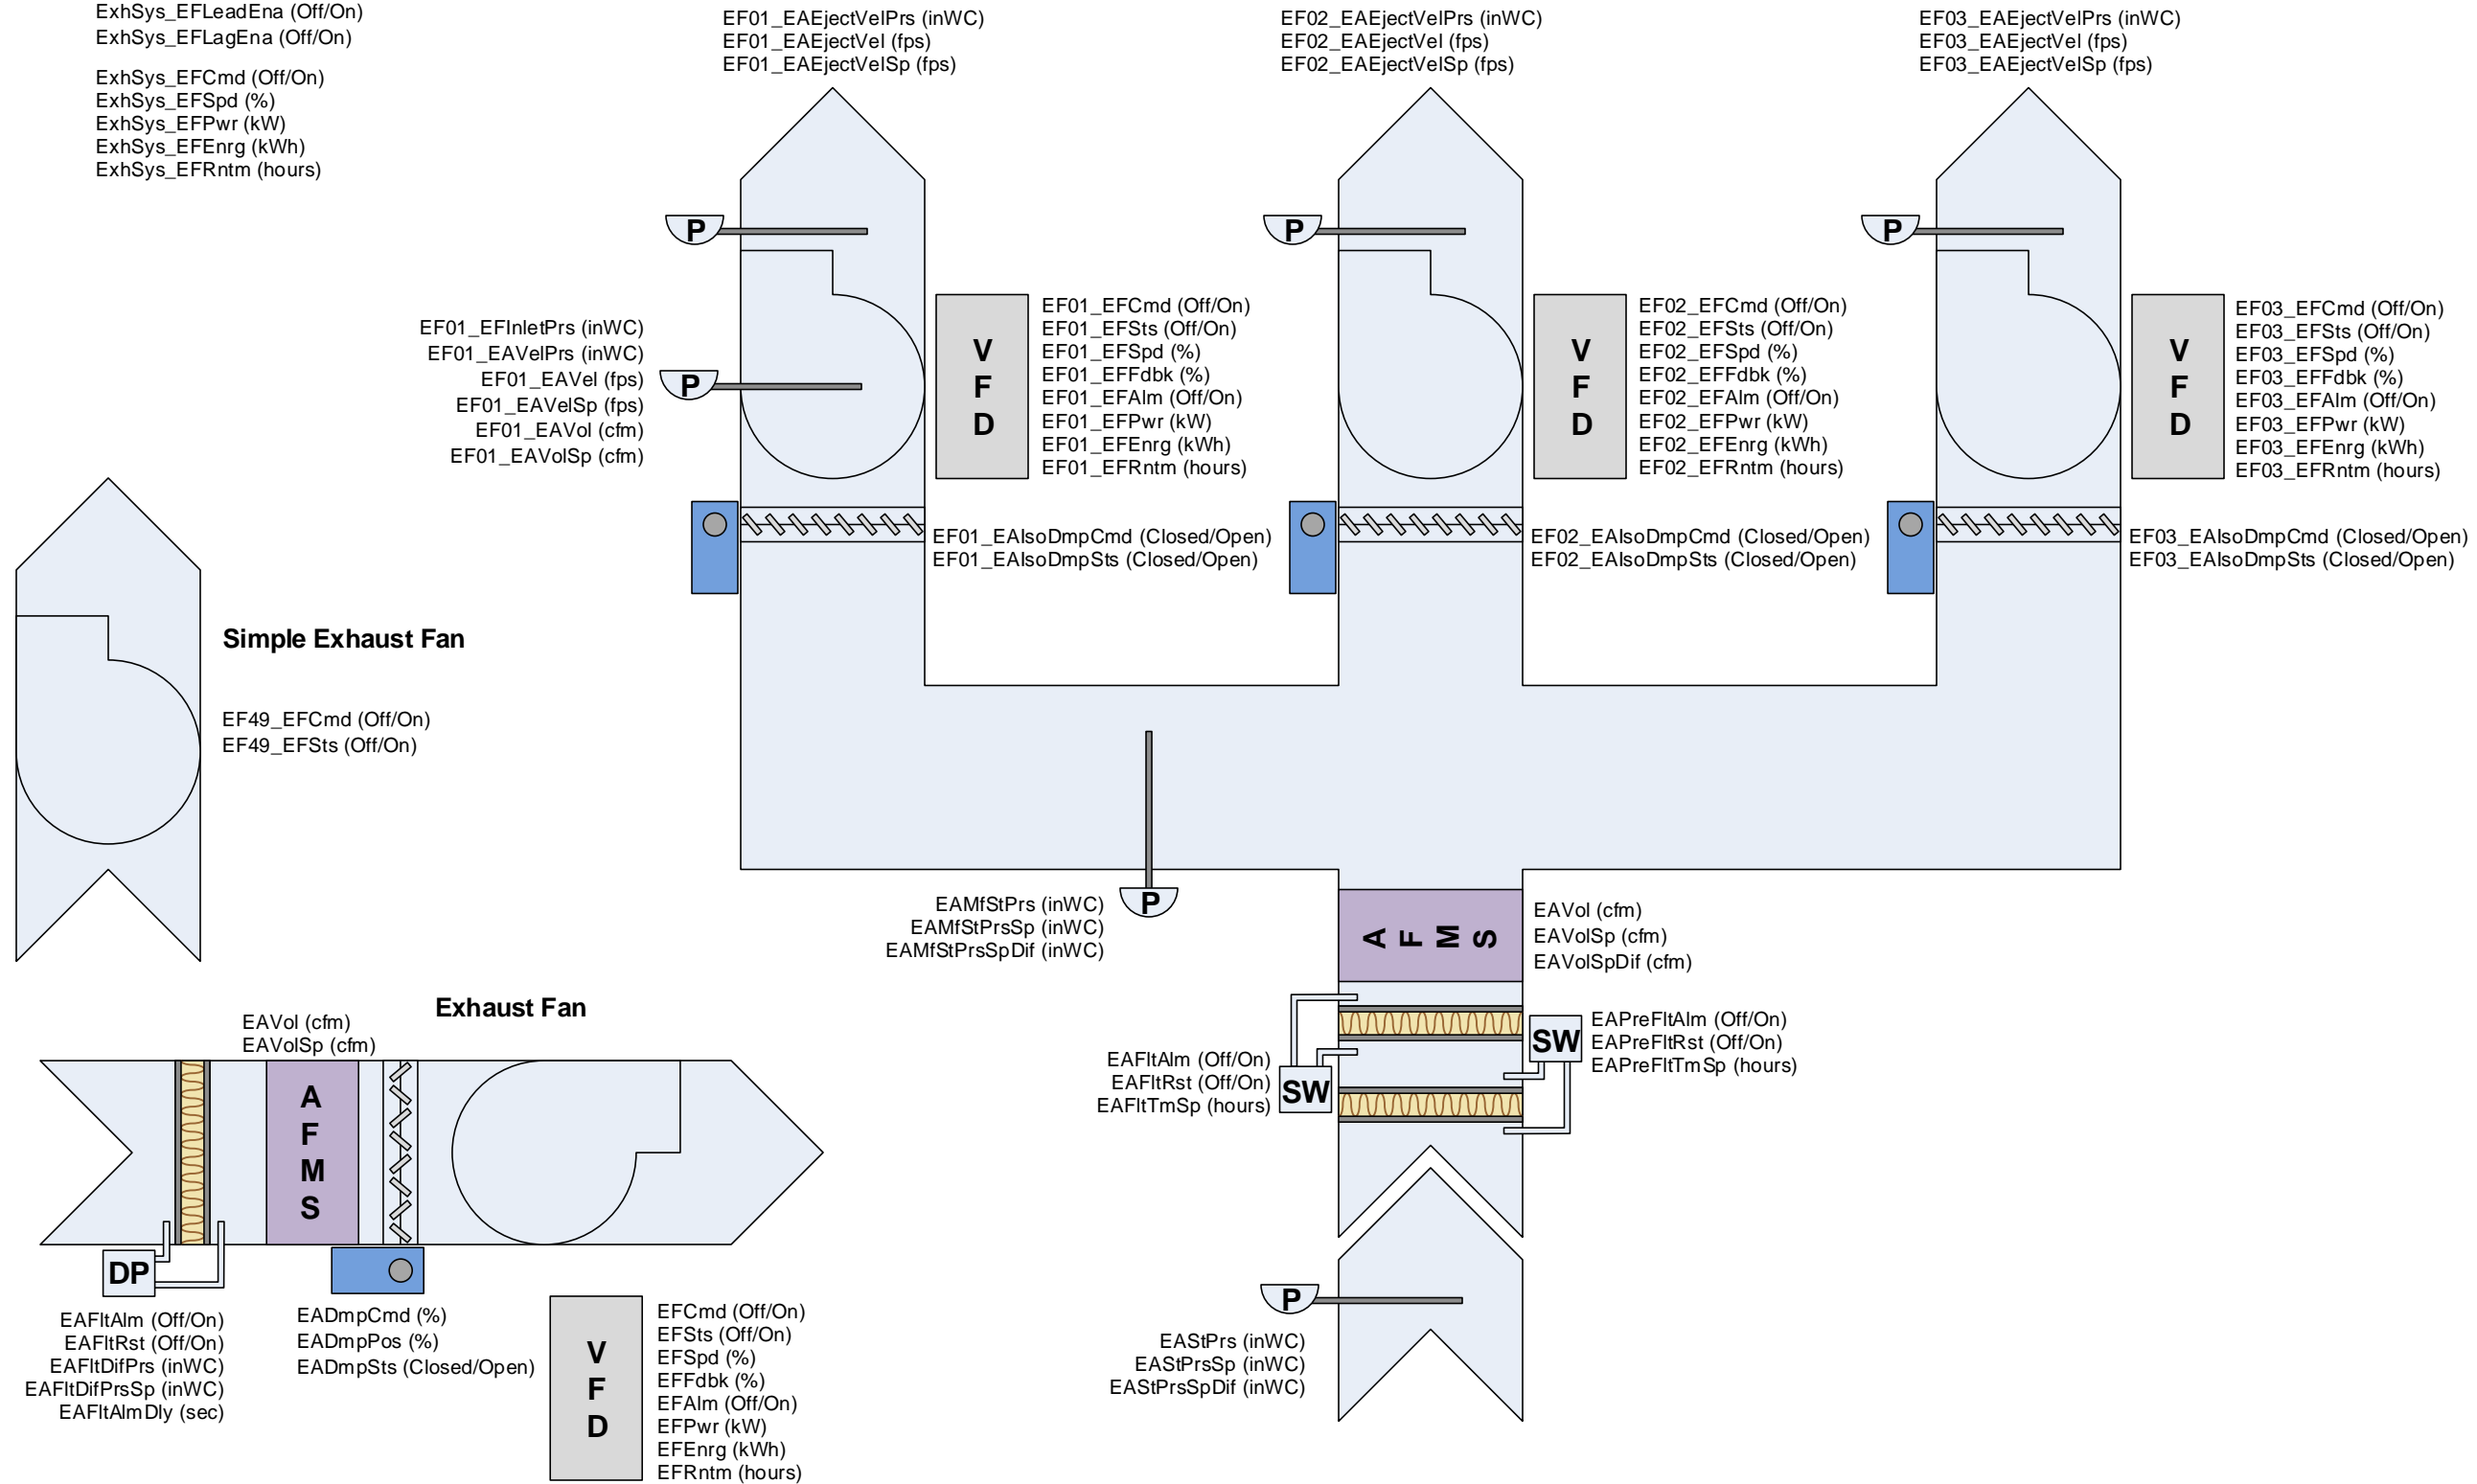 ExhSys_EFLeadEna (Off/On)
ExhSys_EFLagEna (Off/On)
ExhSys_EFCmd (Off/On)
ExhSys_EFSpd (%)
ExhSys_EFPwr (kW)
ExhSys_EFEnrg (kWh)
ExhSys_EFRntm (hours)
EF01_EAEjectVelPrs (inWC)
EF01_EAEjectVel (fps)
EF01_EAEjectVelSp (fps)
EF02_EAEjectVelPrs (inWC)
EF02_EAEjectVel (fps)
EF02_EAEjectVelSp (fps)
EF03_EAEjectVelPrs (inWC)
EF03_EAEjectVel (fps)
EF03_EAEjectVelSp (fps)
P
P
P
EF01_EFInletPrs (inWC)
EF01_EAVelPrs (inWC)
EF01_EAVel (fps)
EF01_EAVelSp (fps)
EF01_EAVol (cfm)
EF01_EAVolSp (cfm)
P
V
F
D
EF01_EFCmd (Off/On)
EF01_EFSts (Off/On)
EF01_EFSpd (%)
EF01_EFFdbk (%)
EF01_EFAlm (Off/On)
EF01_EFPwr (kW)
EF01_EFEnrg (kWh)
EF01_EFRntm (hours)
V
F
D
EF02_EFCmd (Off/On)
EF02_EFSts (Off/On)
EF02_EFSpd (%)
EF02_EFFdbk (%)
EF02_EFAlm (Off/On)
EF02_EFPwr (kW)
EF02_EFEnrg (kWh)
EF02_EFRntm (hours)
V
F
D
EF03_EFCmd (Off/On)
EF03_EFSts (Off/On)
EF03_EFSpd (%)
EF03_EFFdbk (%)
EF03_EFAlm (Off/On)
EF03_EFPwr (kW)
EF03_EFEnrg (kWh)
EF03_EFRntm (hours)
EF01_EAIsoDmpCmd (Closed/Open)
EF01_EAIsoDmpSts (Closed/Open)
EF02_EAIsoDmpCmd (Closed/Open)
EF02_EAIsoDmpSts (Closed/Open)
EF03_EAIsoDmpCmd (Closed/Open)
EF03_EAIsoDmpSts (Closed/Open)
Simple Exhaust Fan
EF49_EFCmd (Off/On)
EF49_EFSts (Off/On)
P
EAMfStPrs (inWC)
EAMfStPrsSp (inWC)
EAMfStPrsSpDif (inWC)
AFMS
EAVol (cfm)
EAVolSp (cfm)
EAVolSpDif (cfm)
EAFltAlm (Off/On)
EAFltRst (Off/On)
EAFltTmSp (hours)
SW
SW
EAPreFltAlm (Off/On)
EAPreFltRst (Off/On)
EAPreFltTmSp (hours)
P
EAStPrs (inWC)
EAStPrsSp (inWC)
EAStPrsSpDif (inWC)
Exhaust Fan
EAVol (cfm)
EAVolSp (cfm)
A
F
M
S
DP
EAFltAlm (Off/On)
EAFltRst (Off/On)
EAFltDifPrs (inWC)
EAFltDifPrsSp (inWC)
EAFltAlmDly (sec)
EADmpCmd (%)
EADmpPos (%)
EADmpSts (Closed/Open)
V
F
D
EFCmd (Off/On)
EFSts (Off/On)
EFSpd (%)
EFFdbk (%)
EFAlm (Off/On)
EFPwr (kW)
EFEnrg (kWh)
EFRntm (hours)